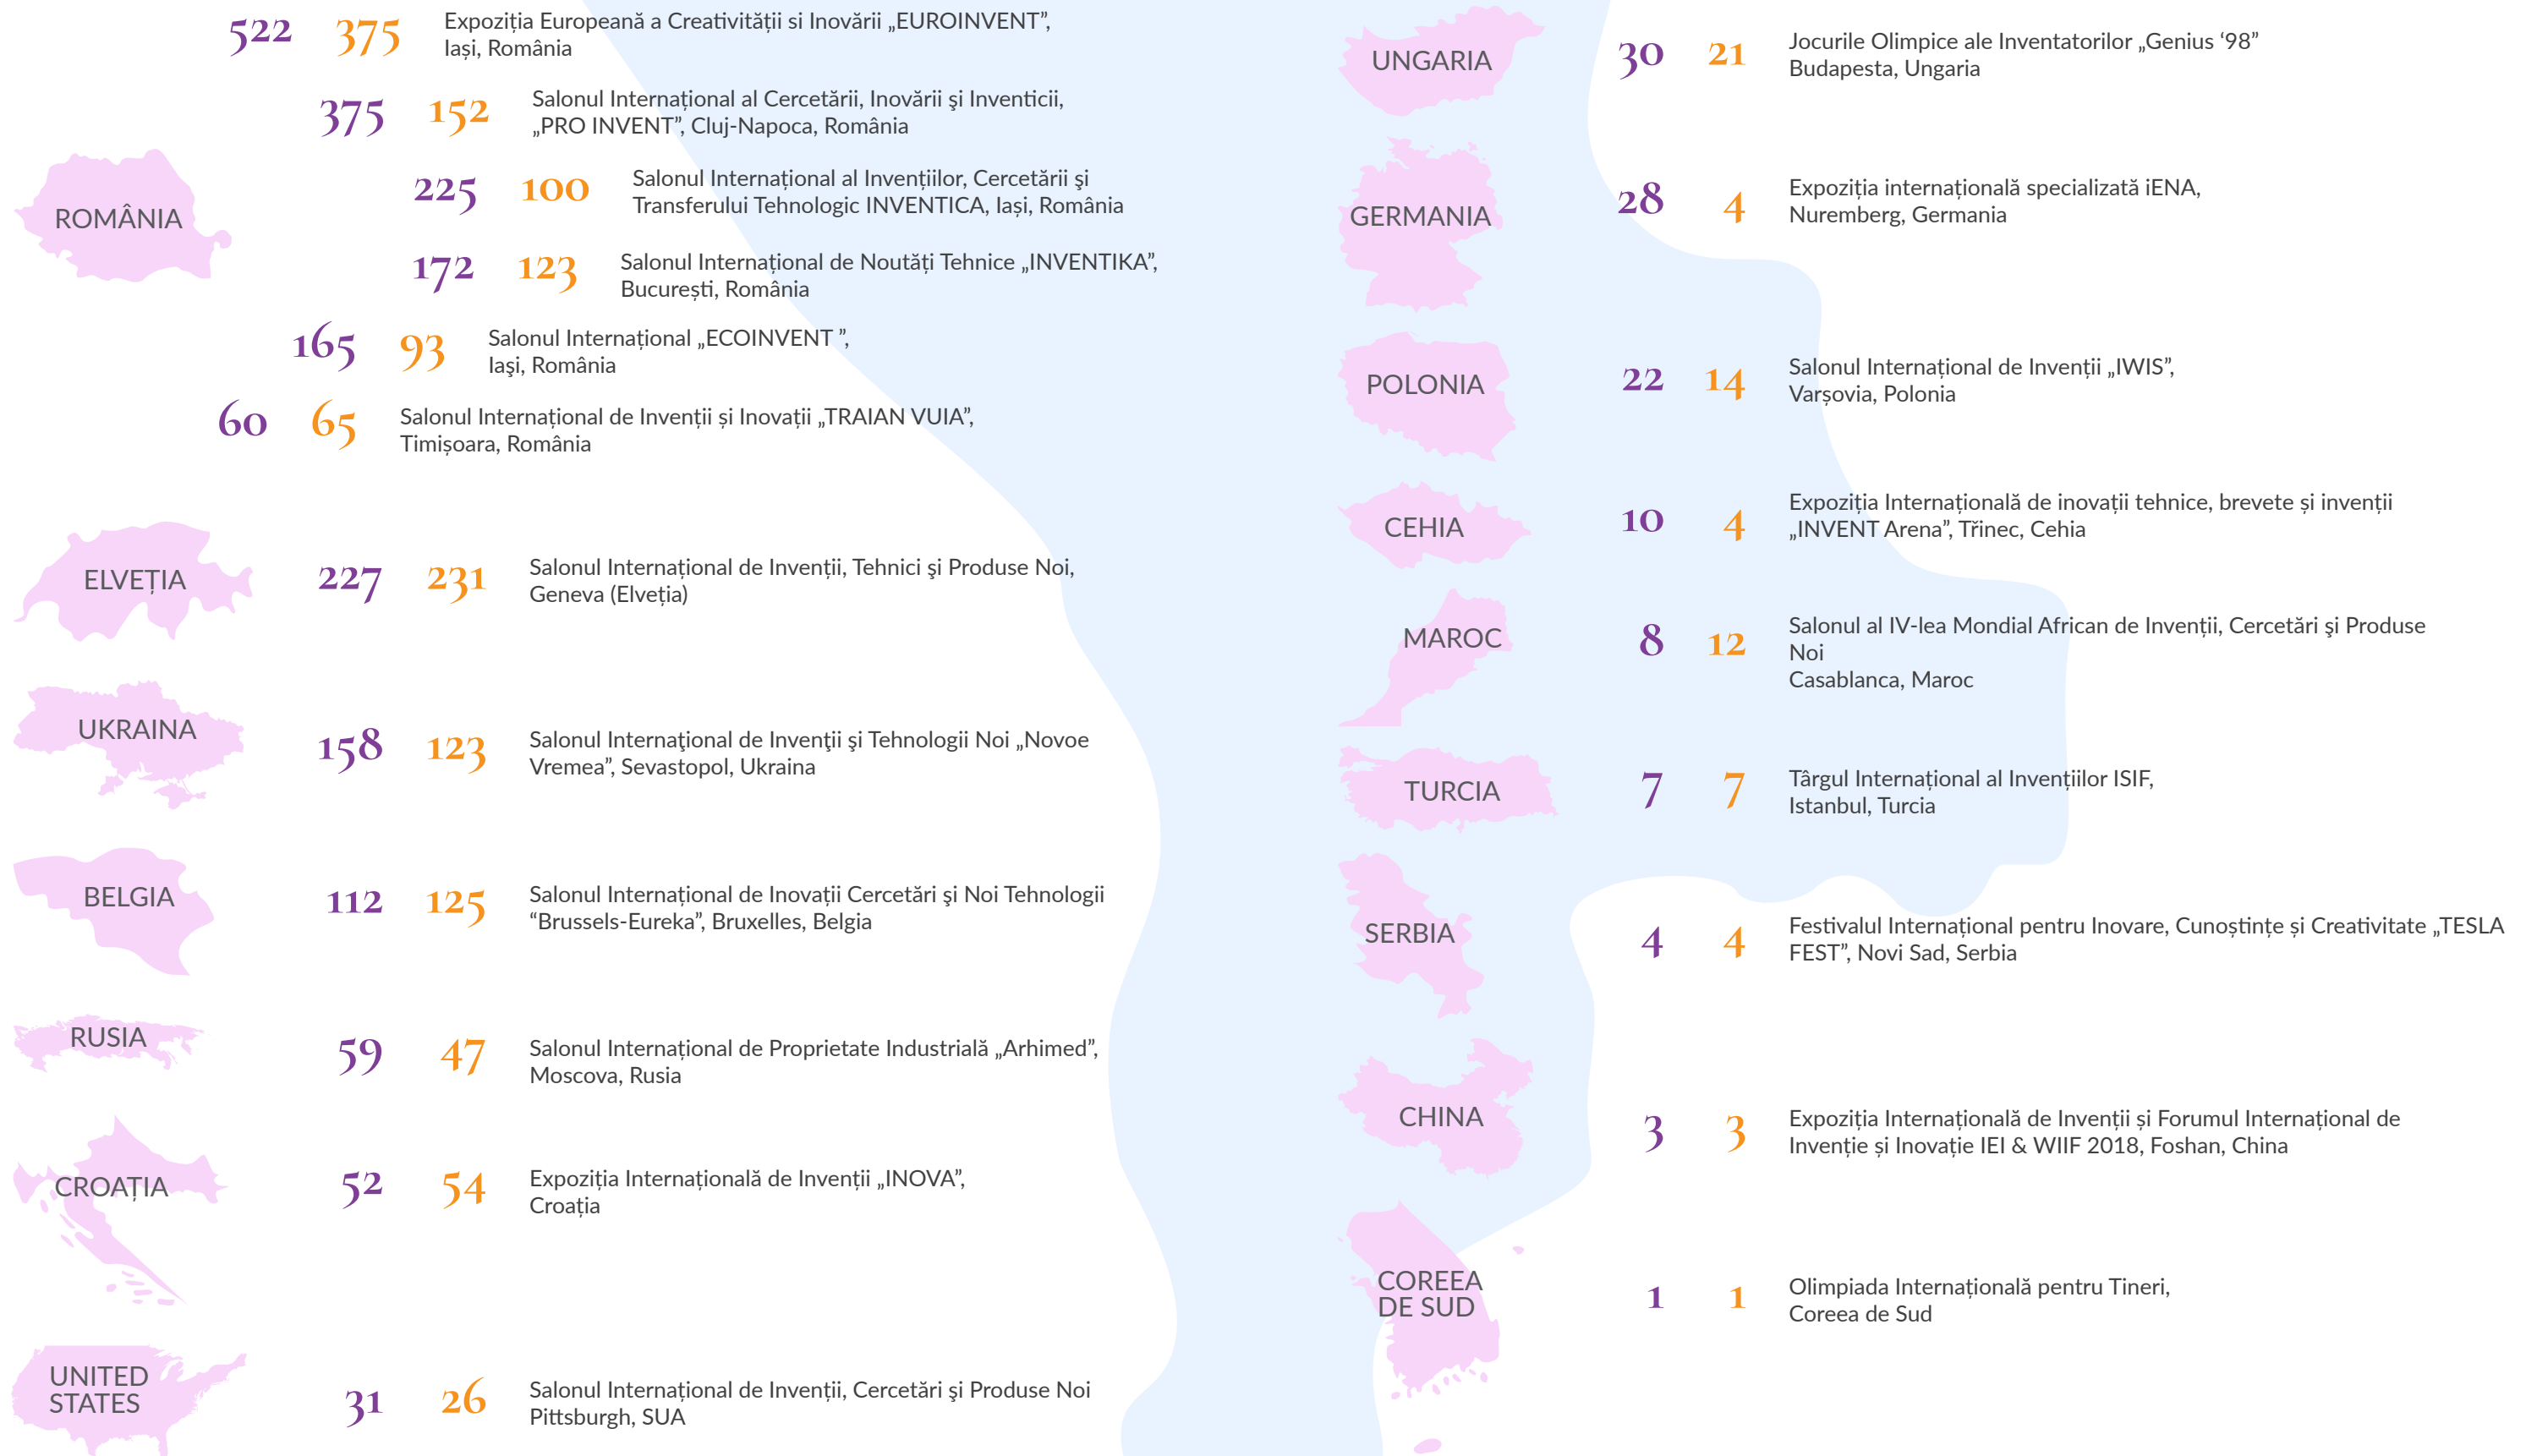 522 375 Expoziția Europeană a Creativității si Inovării „EUROINVENT”,
Iași, România
375 152 Salonul Internațional al Cercetării, Inovării şi Inventicii,
„PRO INVENT”, Cluj-Napoca, România
ROMÂNIA
225 100 Salonul Internațional al Invențiilor, Cercetării şi
Transferului Tehnologic INVENTICA, Iași, România
172 123 Salonul Internațional de Noutăți Tehnice „INVENTIKA”,
București, România
165 93 Salonul Internațional „ECOINVENT ”,
Iaşi, România
60 65 Salonul Internațional de Invenții și Inovații „TRAIAN VUIA”,
Timișoara, România
ELVEȚIA
227 231 Salonul Internațional de Invenții, Tehnici şi Produse Noi,
Geneva (Elveția)
UKRAINA
158 123 Salonul Internaţional de Invenţii şi Tehnologii Noi „Novoe
Vremea”, Sevastopol, Ukraina
BELGIA
112 125 Salonul Internațional de Inovații Cercetări şi Noi Tehnologii
“Brussels-Eureka”, Bruxelles, Belgia
RUSIA
59 47 Salonul Internațional de Proprietate Industrială „Arhimed”,
Moscova, Rusia
CROAȚIA
52 54 Expoziția Internațională de Invenții „INOVA”,
Croația
UNITED
STATES
31 26 Salonul Internațional de Invenții, Cercetări şi Produse Noi
Pittsburgh, SUA
UNGARIA
30 21 Jocurile Olimpice ale Inventatorilor „Genius ‘98”
Budapesta, Ungaria
GERMANIA
28 4 Expoziția internațională specializată iENA,
Nuremberg, Germania
POLONIA
22 14 Salonul Internațional de Invenții „IWIS”,
Varșovia, Polonia
CEHIA
10 4 Expoziția Internațională de inovații tehnice, brevete și invenții
„INVENT Arena”, Třinec, Cehia
MAROC
8 12 Salonul al IV-lea Mondial African de Invenții, Cercetări şi Produse
Noi
Casablanca, Maroc
TURCIA
7 7 Târgul Internațional al Invențiilor ISIF,
Istanbul, Turcia
SERBIA
4 4 Festivalul Internațional pentru Inovare, Cunoștințe și Creativitate „TESLA
FEST”, Novi Sad, Serbia
CHINA
3 3 Expoziția Internațională de Invenții și Forumul Internațional de
Invenție și Inovație IEI & WIIF 2018, Foshan, China
COREEA
DE SUD
1 1 Olimpiada Internațională pentru Tineri,
Coreea de Sud